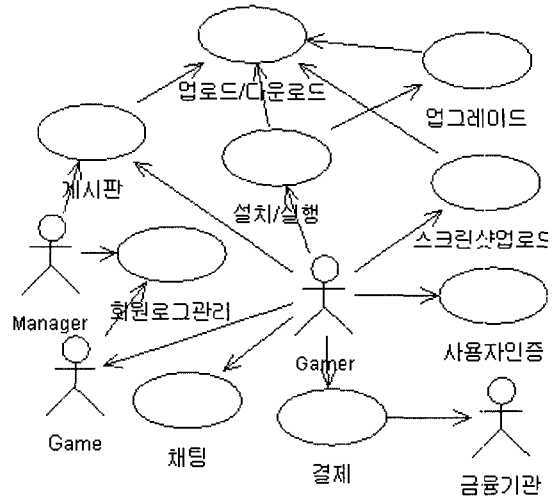 업로드/다운로드
업그레이드
게시판
설치/실행
스크린샷업로드
Manager
회원로그관리
Gamer
사용자인증
Game
채팅
결제
금융기관